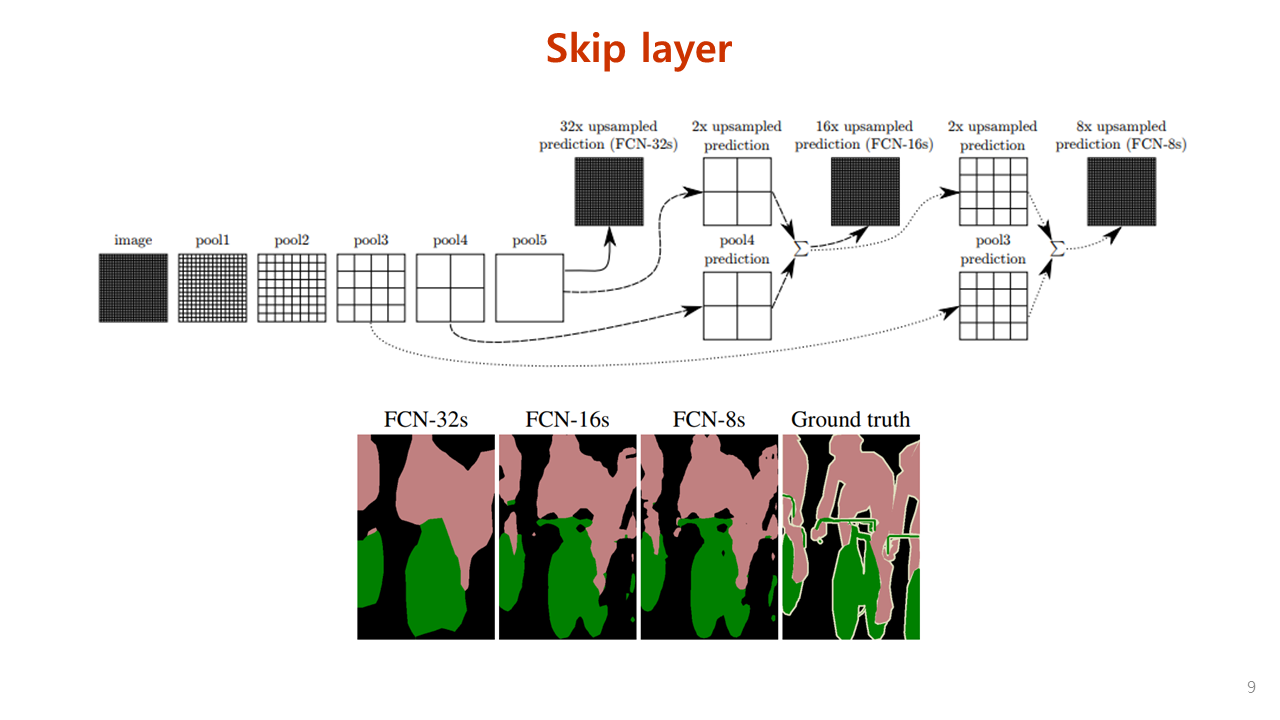 Skip layer
32x upsampled
prediction (FCN-32s)
2x upsampled
prediction
16x upsampled
prediction (FCN-16s)
2x upsampled
prediction
8x upsampled
prediction (FCN-8s)
image
pool1
pool2
pool3
pool4
pool5
pool4
prediction
∑
pool3
prediction
∑
FCN-32s
FCN-16s
FCN-8s
Ground truth
9